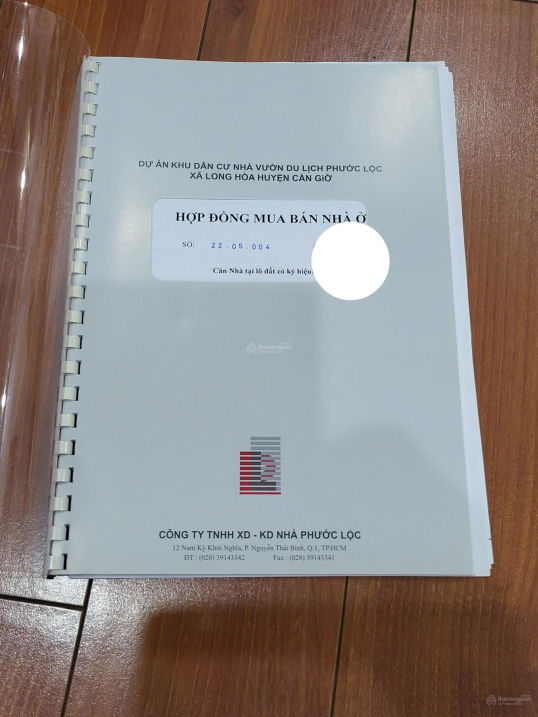 DỰ ÁN KHU DÂN CƯ NHÀ VƯỜN DU LỊCH PHƯỚC LỘC
XÃ LONG HÒA HUYỆN CẦN GIỜ
HỢP ĐỒNG MUA BÁN NHÀ Ở
SỐ: 22.05.004
Căn Nhà tại lô đất có ký hiệu:
Batdongsan
CÔNG TY TNHH XD - KD NHÀ PHƯỚC LỘC
12 Nam Kỳ Khởi Nghĩa, P. Nguyễn Thái Bình, Q.1, TP.HCM
ĐT : (028) 39143342 Fax : (028) 39143341
Batdongsan